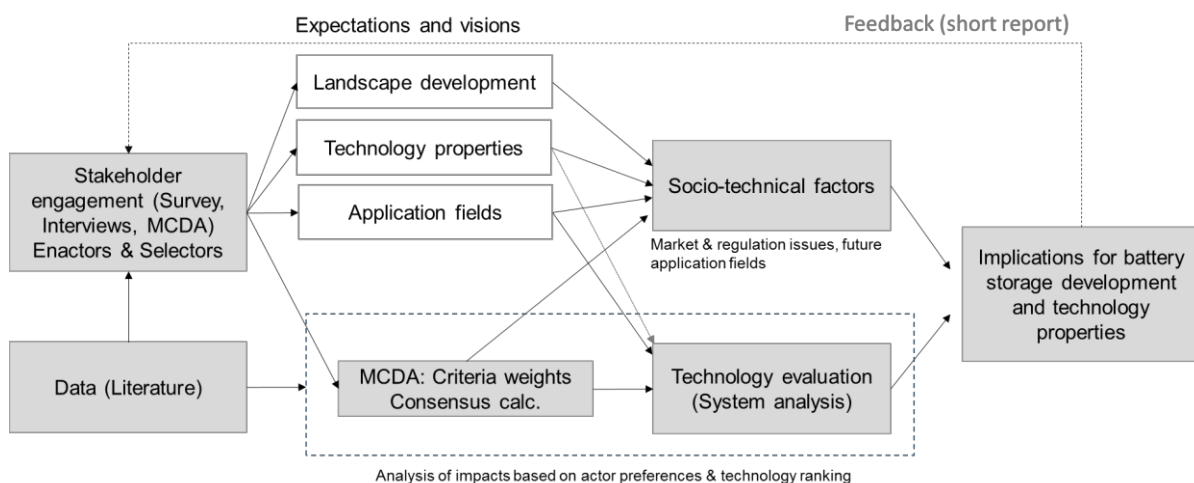 Expectations and visions
Feedback (short report)
Landscape development
Technology properties
Application fields
Stakeholder
engagement (Survey,
Interviews, MCDA)
Enactors & Selectors
Socio-technical factors
Market & regulation issues, future
application fields
Implications for battery
storage development
and technology
properties
Data (Literature)
MCDA: Criteria weights
Consensus calc.
Technology evaluation
(System analysis)
Analysis of impacts based on actor preferences & technology ranking